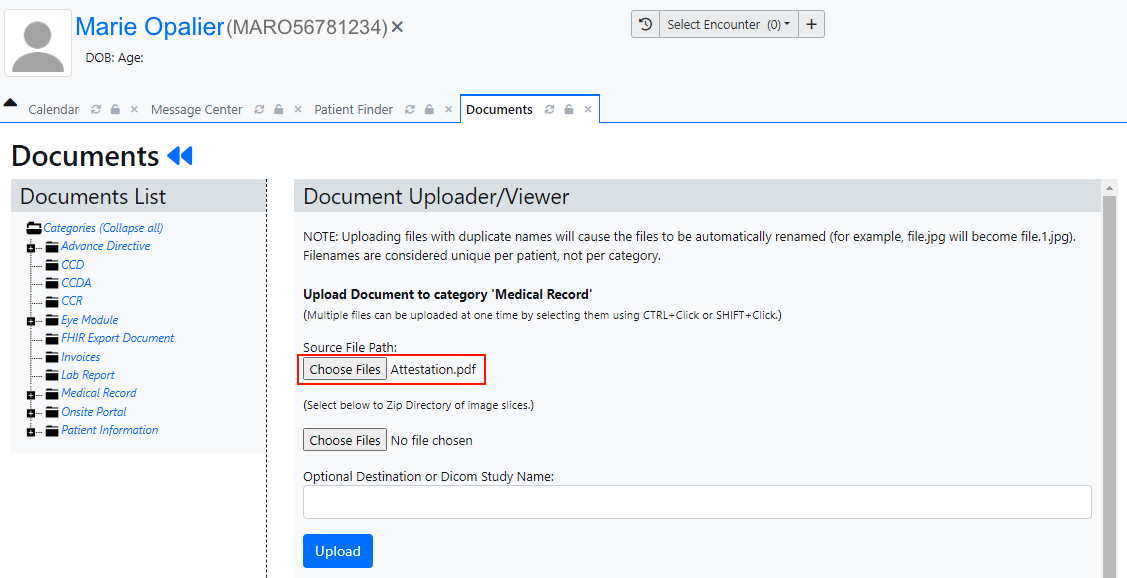 Marie Opalier (MARO56781234)
Select Encounter (0)
DOB: Age:
Calendar
Message Center
Patient Finder
Documents
Documents
Documents List
Categories (Collapse all)
Advance Directive
CCD
CCDA
CCR
Eye Module
FHIR Export Document
Invoices
Lab Report
Medical Record
Onsite Portal
Patient Information
Document Uploader/Viewer
NOTE: Uploading files with duplicate names will cause the files to be automatically renamed (for example, file.jpg will become file.1.jpg).
Filenames are considered unique per patient, not per category.
Upload Document to category 'Medical Record'
(Multiple files can be uploaded at one time by selecting them using CTRL+Click or SHIFT+Click.)
Source File Path:
Choose Files Attestation.pdf
(Select below to Zip Directory of image slices.)
Choose Files No file chosen
Optional Destination or Dicom Study Name:
Upload